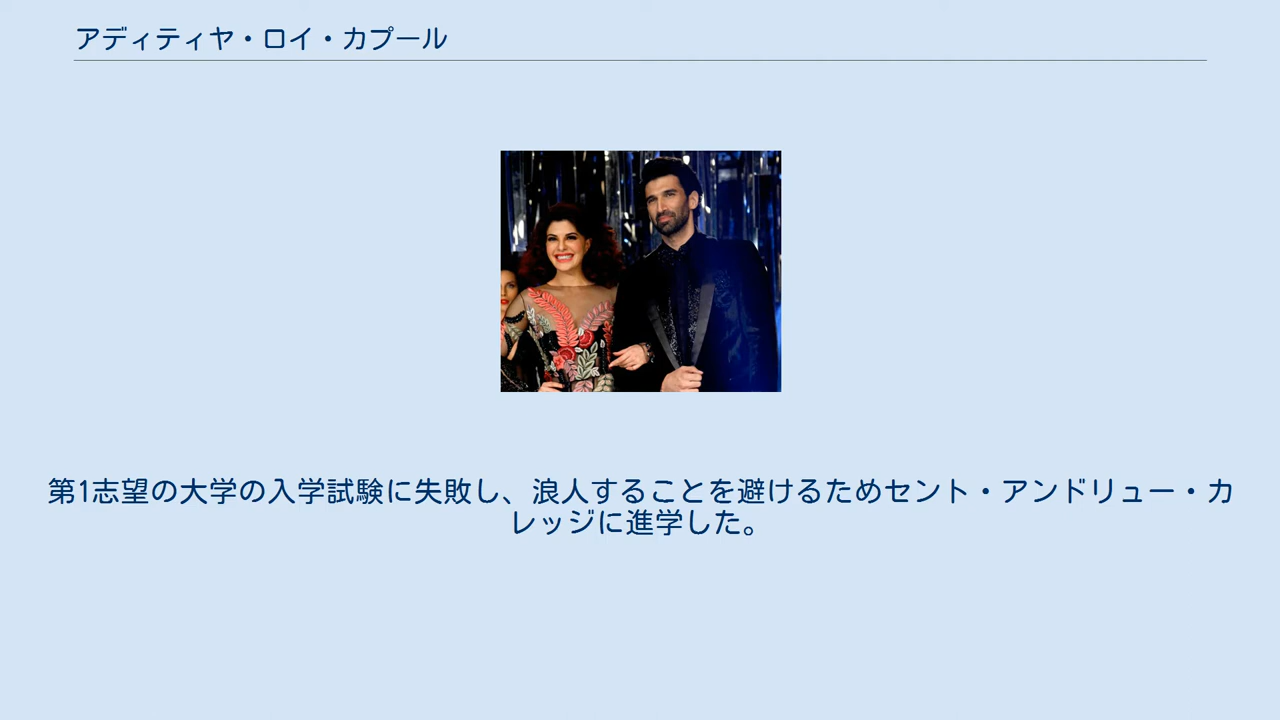 アディティヤ・ロイ・カプール
第1志望の大学の入学試験に失敗し、浪人することを避けるためセント・アンドリュー・カ
レッジに進学した。